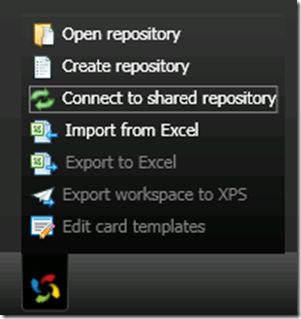 Open repository
Create repository
Connect to shared repository
Import from Excel
Export to Excel
Export workspace to XPS
Edit card templates